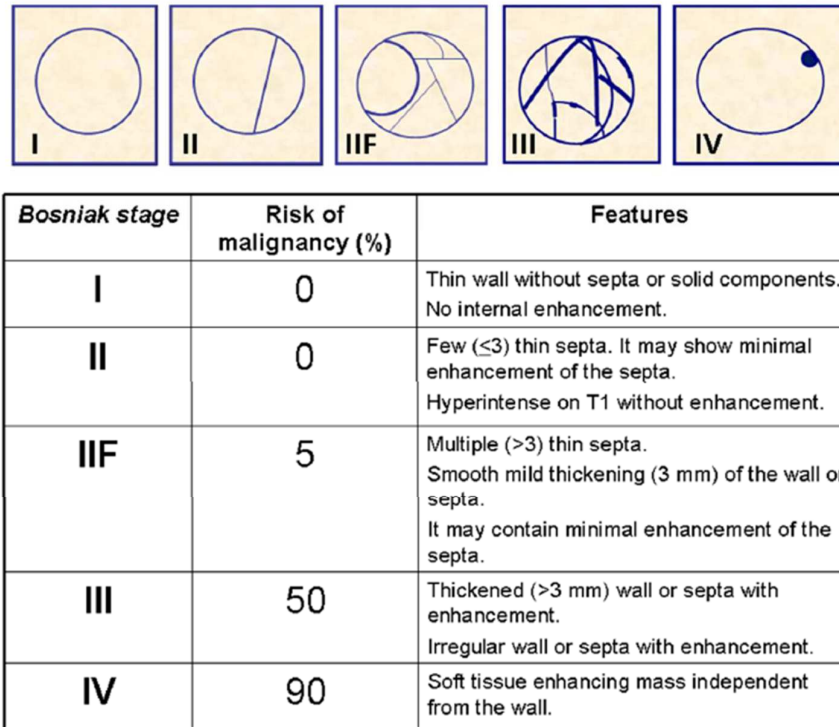 I
II
IIF
III
IV
Bosniak stage
Risk of
malignancy (%)
Features
I
0
Thin wall without septa or solid components.
No internal enhancement.
II
0
Few (≤3) thin septa. It may show minimal
enhancement of the septa.
Hyperintense on T1 without enhancement.
IIF
5
Multiple (>3) thin septa.
Smooth mild thickening (3 mm) of the wall or
septa.
It may contain minimal enhancement of the
septa.
III
50
Thickened (>3 mm) wall or septa with
enhancement.
Irregular wall or septa with enhancement.
IV
90
Soft tissue enhancing mass independent
from the wall.